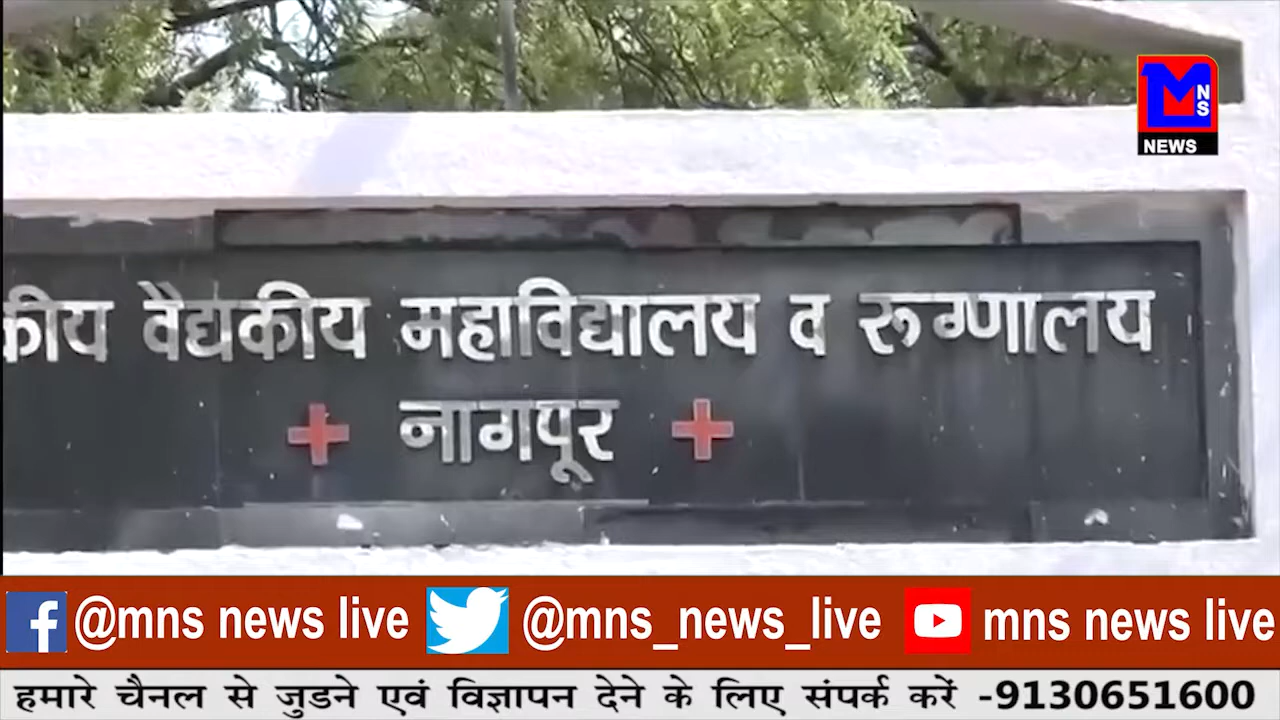 MNS
NEWS
कीय वैद्यकीय महाविद्यालय व रूग्णालय
नागपूर
@mns news live @mns_news_live mns news live
हमारे चैनल से जुडने एवं विज्ञापन देने के लिए संपर्क करें -9130651600